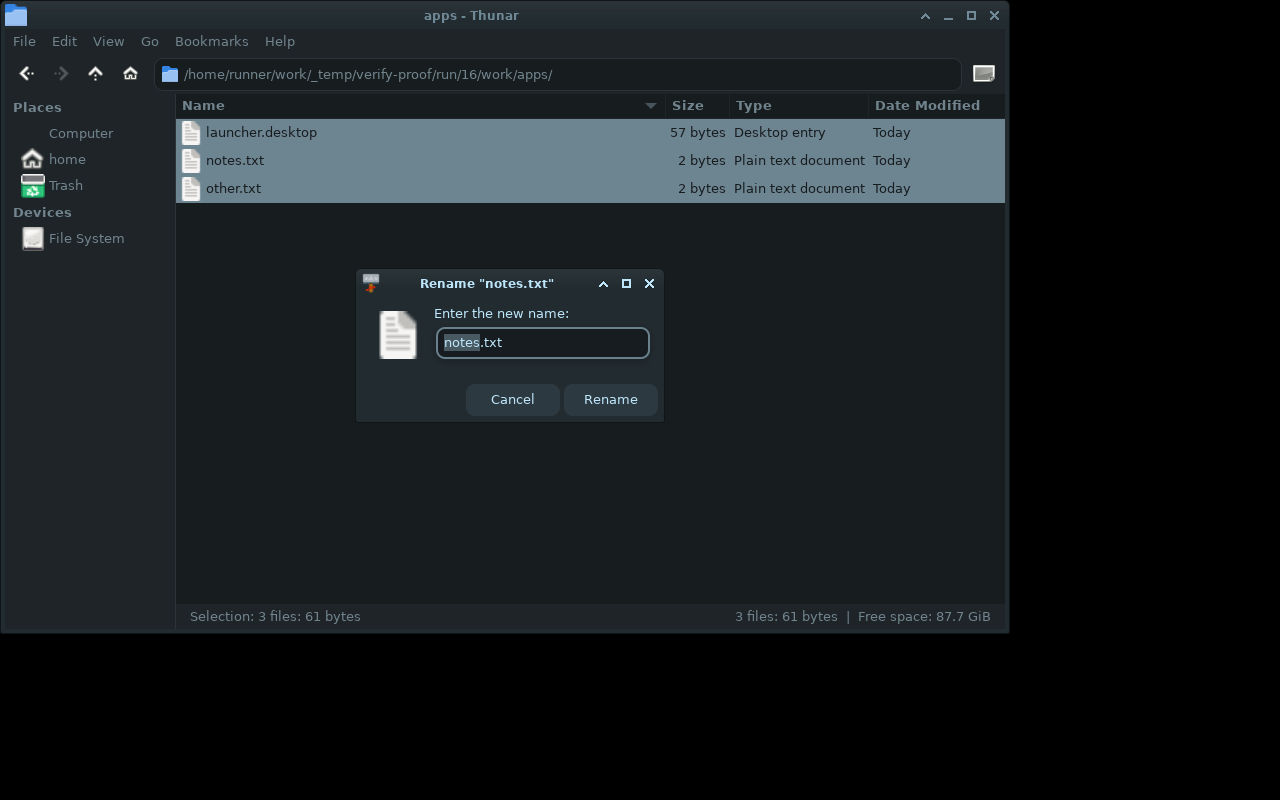 apps - Thunar
File Edit View Go Bookmarks Help
/home/runner/work/_temp/verify-proof/run/16/work/apps/
Places
Computer
home
Trash
Devices
File System
Name Size Type Date Modified
launcher.desktop 57 bytes Desktop entry Today
notes.txt 2 bytes Plain text document Today
other.txt 2 bytes Plain text document Today
Rename "notes.txt"
Enter the new name:
notes.txt
Cancel Rename
Selection: 3 files: 61 bytes 3 files: 61 bytes | Free space: 87.7 GiB